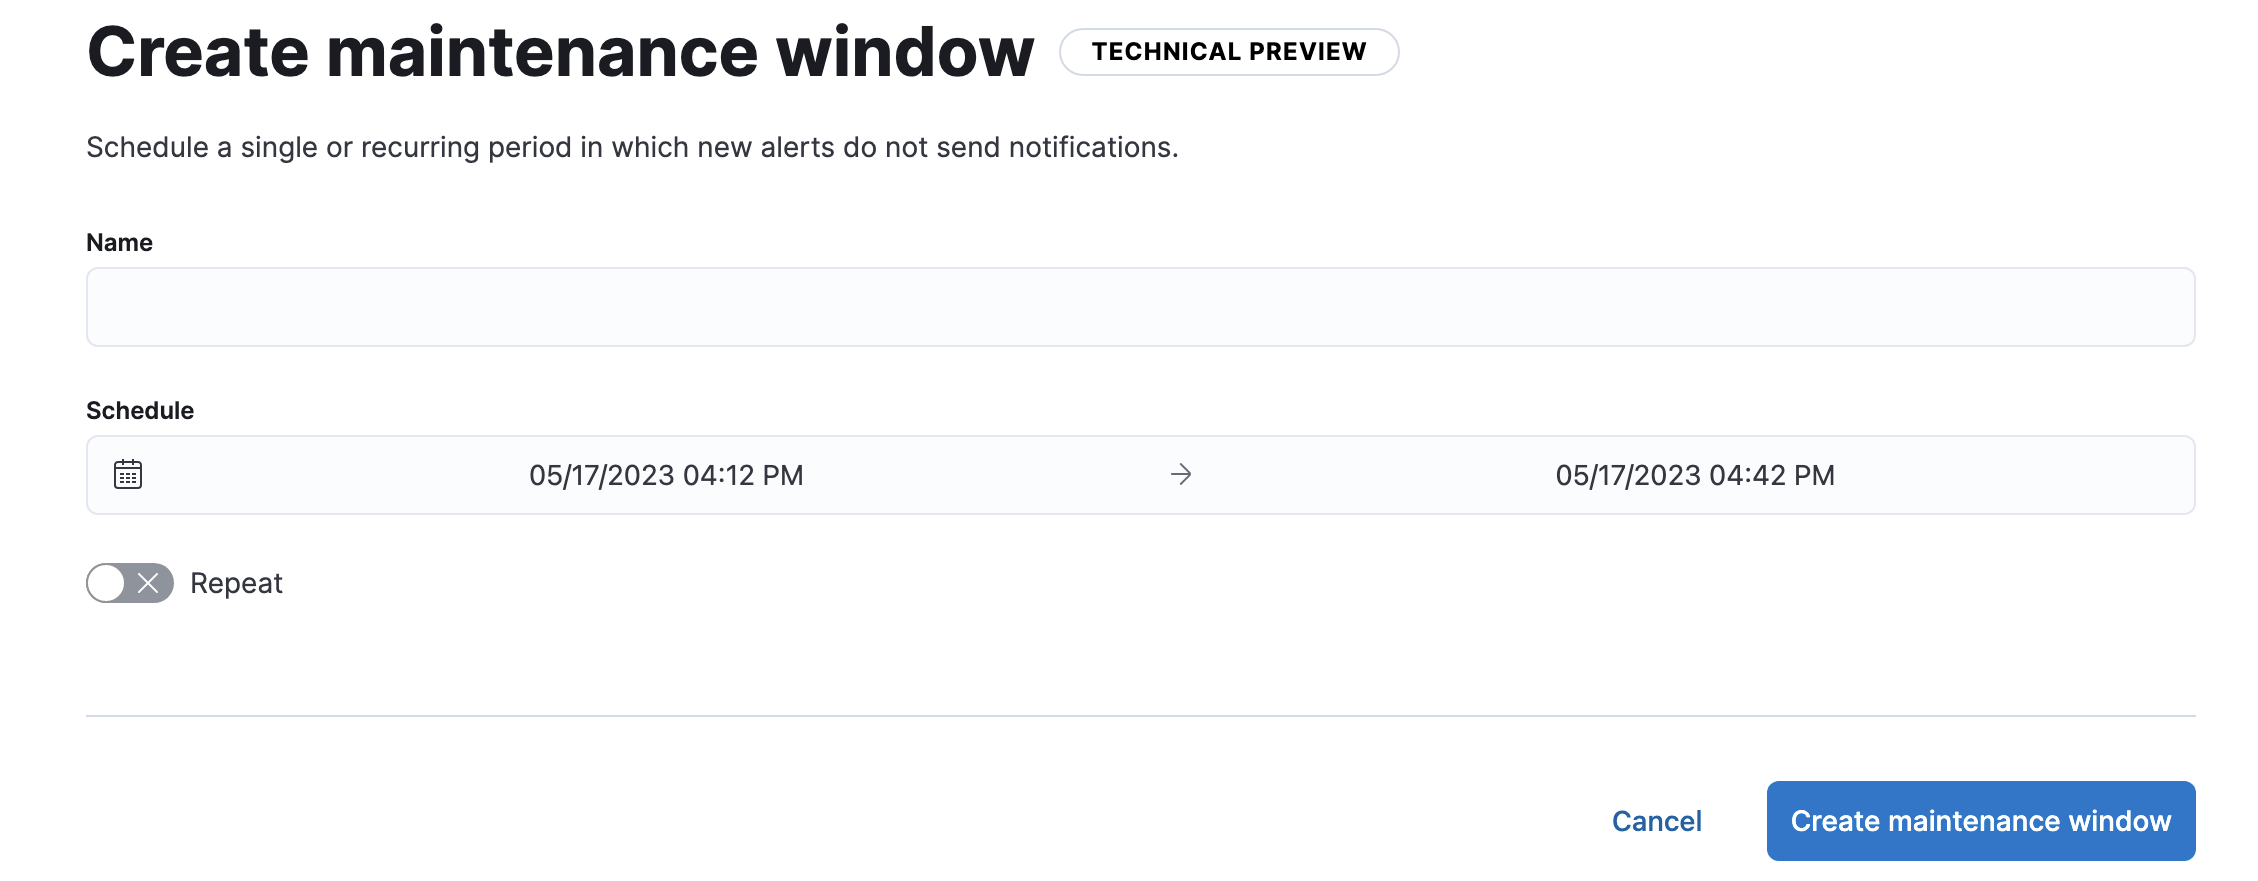 Create maintenance window TECHNICAL PREVIEW
Schedule a single or recurring period in which new alerts do not send notifications.
Name
Schedule
05/17/2023 04:12 PM → 05/17/2023 04:42 PM
Repeat
Cancel Create maintenance window